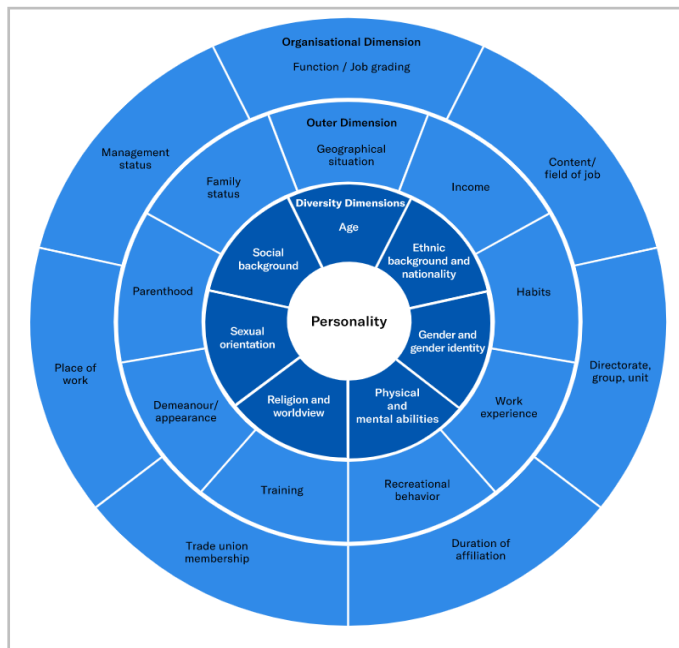 Organisational Dimension
Function / Job grading
Content/
field of job
Directorate,
group, unit
Duration of
affiliation
Trade union
membership
Place of
work
Management
status
Outer Dimension
Geographical
situation
Income
Habits
Work
experience
Recreational
behavior
Training
Demeanour/
appearance
Parenthood
Family
status
Diversity Dimensions
Age
Ethnic
background and
nationality
Gender and
gender identity
Physical
and
mental abilities
Religion and
worldview
Sexual
orientation
Social
background
Personality